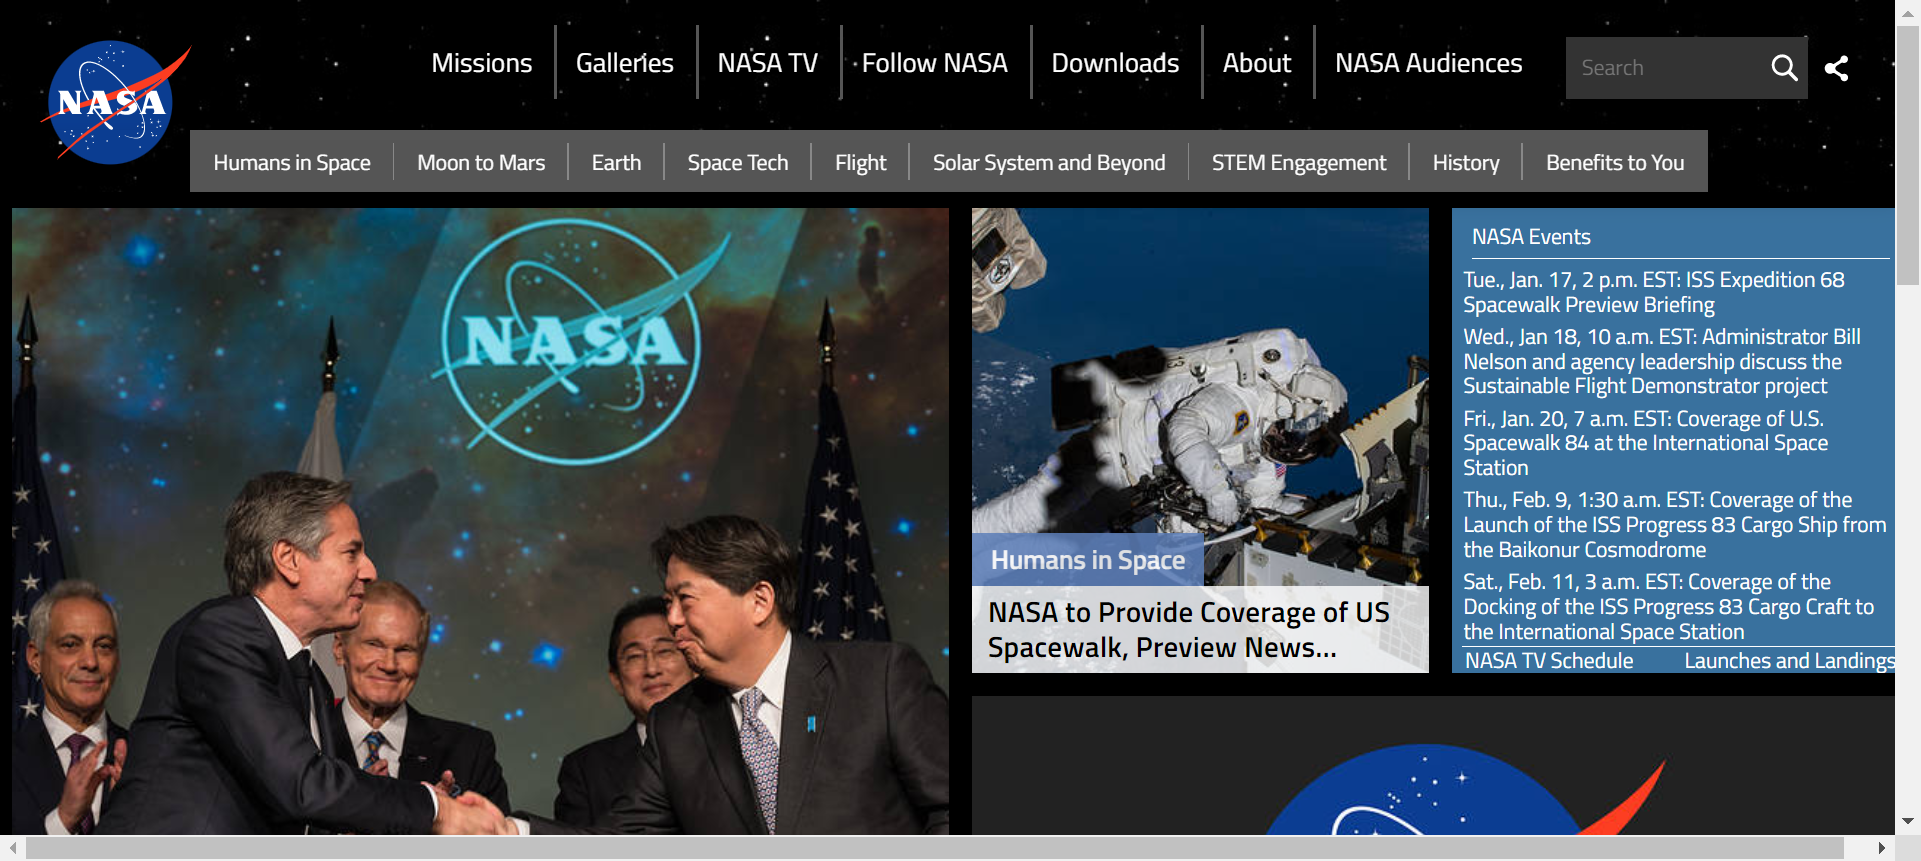 NASA
Missions
Galleries
NASA TV
Follow NASA
Downloads
About
NASA Audiences
Search
Humans in Space
Moon to Mars
Earth
Space Tech
Flight
Solar System and Beyond
STEM Engagement
History
Benefits to You
NASA
Humans in Space
NASA to Provide Coverage of US
Spacewalk, Preview News...
NASA Events
Tue., Jan. 17, 2 p.m. EST: ISS Expedition 68
Spacewalk Preview Briefing
Wed., Jan 18, 10 a.m. EST: Administrator Bill
Nelson and agency leadership discuss the
Sustainable Flight Demonstrator project
Fri., Jan. 20, 7 a.m. EST: Coverage of U.S.
Spacewalk 84 at the International Space
Station
Thu., Feb. 9, 1:30 a.m. EST: Coverage of the
Launch of the ISS Progress 83 Cargo Ship from
the Baikonur Cosmodrome
Sat., Feb. 11, 3 a.m. EST: Coverage of the
Docking of the ISS Progress 83 Cargo Craft to
the International Space Station
NASA TV Schedule
Launches and Landings